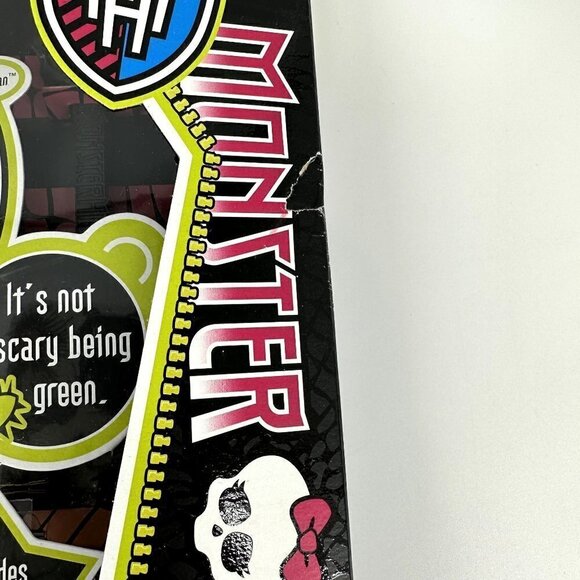 MONSTER
It's not
scary being
green.